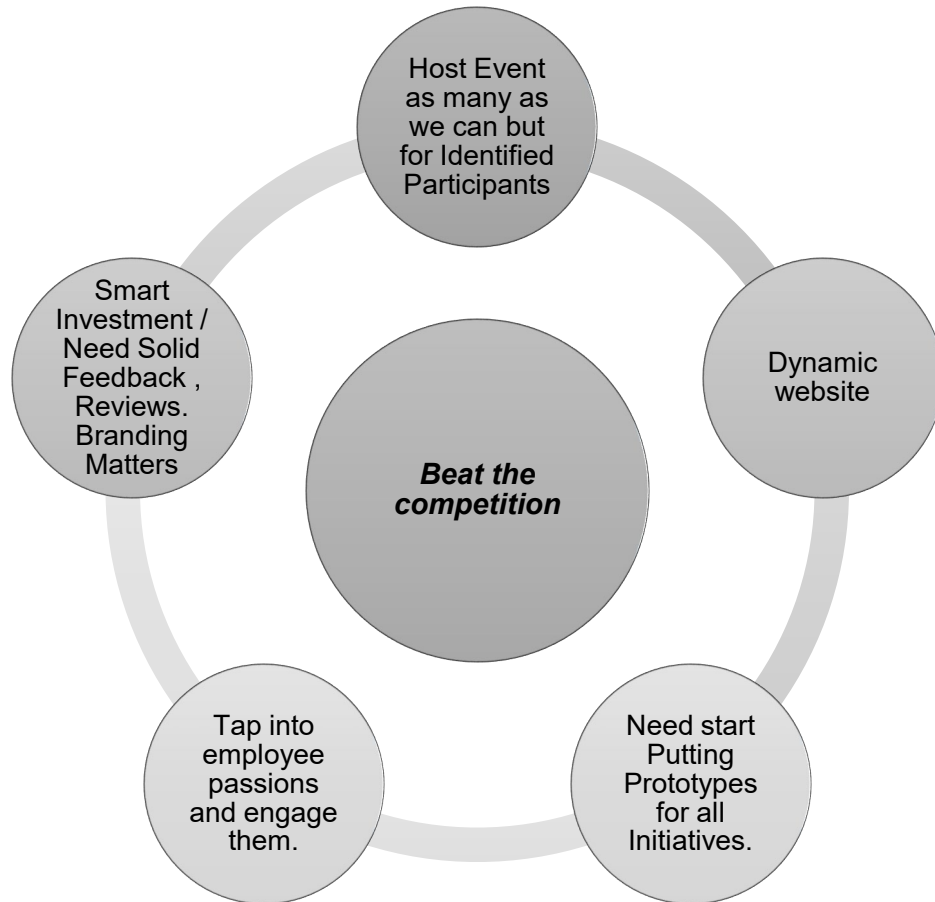 Host Event
as many as
we can but
for Identified
Participants
Dynamic
website
Need start
Putting
Prototypes
for all
Initiatives.
Tap into
employee
passions
and engage
them.
Smart
Investment /
Need Solid
Feedback ,
Reviews.
Branding
Matters
Beat the
competition